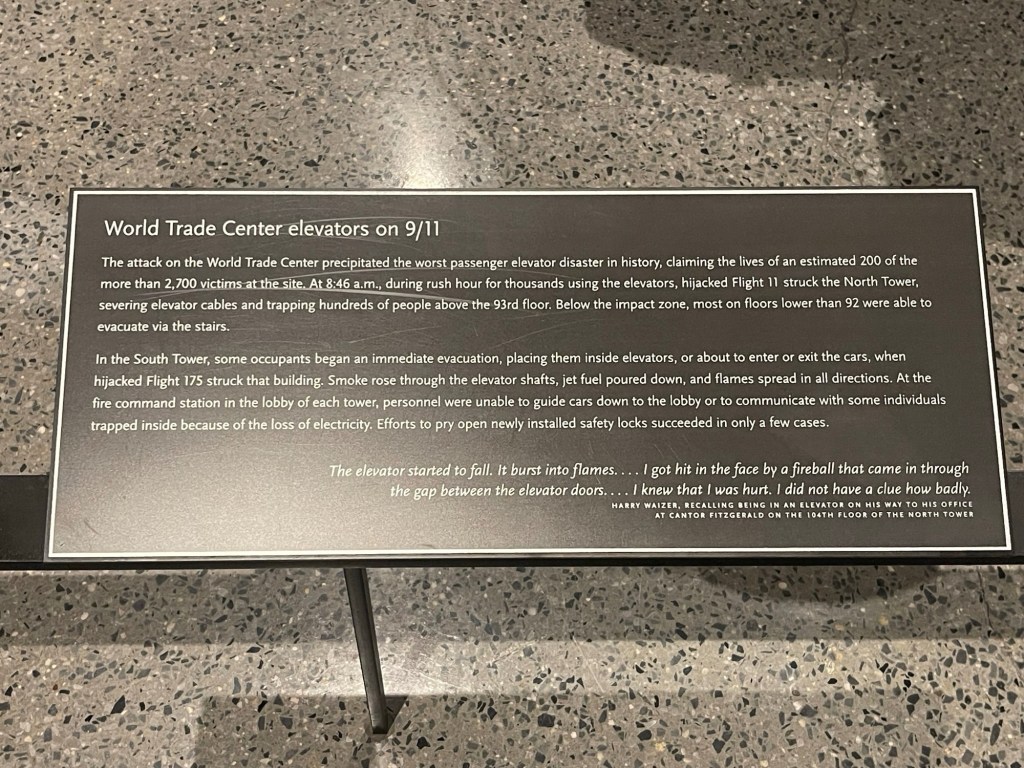 World Trade Center elevators on 9/11
The attack on the World Trade Center precipitated the worst passenger elevator disaster in history, claiming the lives of an estimated 200 of the
more than 2,700 victims at the site. At 8:46 a.m., during rush hour for thousands using the elevators, hijacked Flight 11 struck the North Tower,
severing elevator cables and trapping hundreds of people above the 93rd floor. Below the impact zone, most on floors lower than 92 were able to
evacuate via the stairs.
In the South Tower, some occupants began an immediate evacuation, placing them inside elevators, or about to enter or exit the cars, when
hijacked Flight 175 struck that building. Smoke rose through the elevator shafts, jet fuel poured down, and flames spread in all directions. At the
fire command station in the lobby of each tower, personnel were unable to guide cars down to the lobby or to communicate with some individuals
trapped inside because of the loss of electricity. Efforts to pry open newly installed safety locks succeeded in only a few cases.
The elevator started to fall. It burst into flames. . . . I got hit in the face by a fireball that came in through
the gap between the elevator doors. . . . I knew that I was hurt. I did not have a clue how badly.
HARRY WAIZER, RECALLING BEING IN AN ELEVATOR ON HIS WAY TO HIS OFFICE
AT CANTOR FITZGERALD ON THE 104TH FLOOR OF THE NORTH TOWER